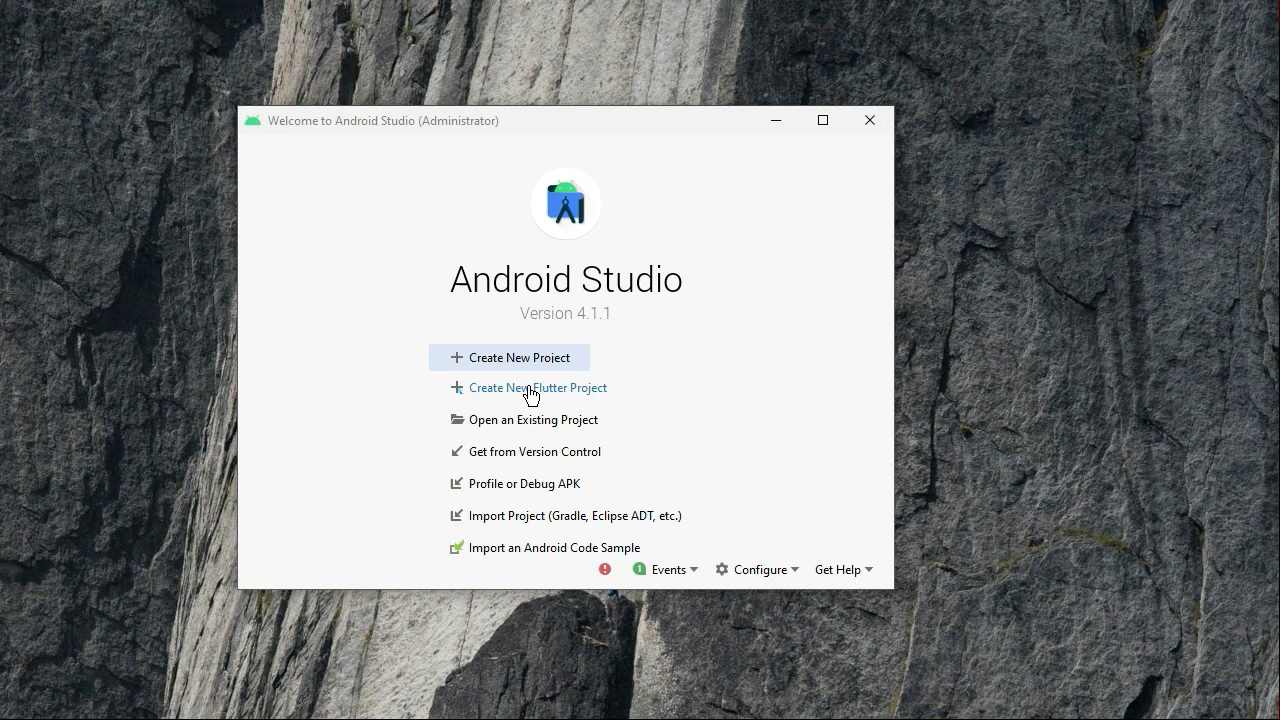 Welcome to Android Studio (Administrator)
Android Studio
Version 4.1.1
Create New Project
Create New Flutter Project
Open an Existing Project
Get from Version Control
Profile or Debug APK
Import Project (Gradle, Eclipse ADT, etc.)
Import an Android Code Sample
1 Events Configure Get Help